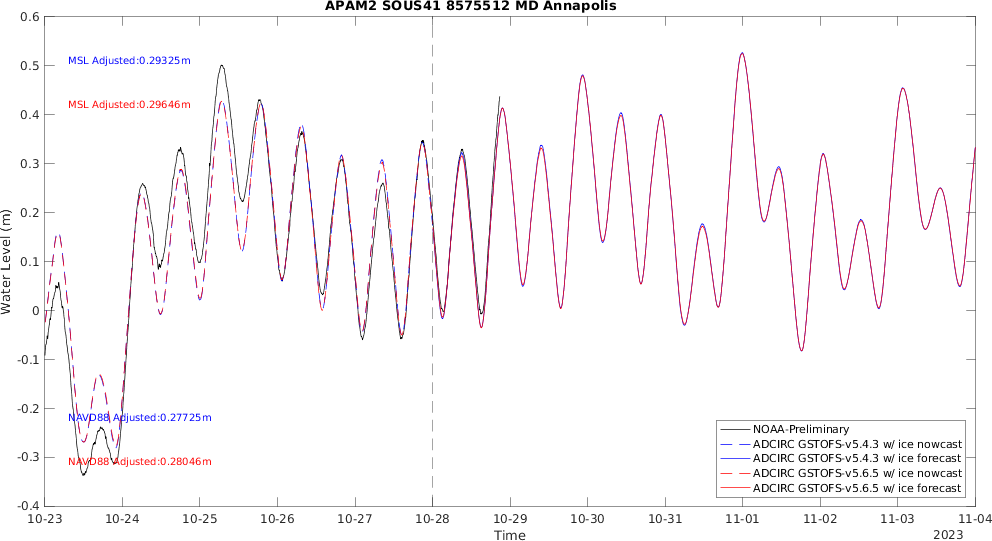 APAM2 SOUS41 8575512 MD Annapolis
0.6
0.5
0.4
0.3
0.2
0.1
0
-0.1
-0.2
-0.3
-0.4
Water Level (m)
MSL Adjusted:0.29325m
MSL Adjusted:0.29646m
NAVD88 Adjusted:0.27725m
NAVD88 Adjusted:0.28046m
NOAA-Preliminary
ADCIRC GSTOFS-v5.4.3 w/ ice nowcast
ADCIRC GSTOFS-v5.4.3 w/ ice forecast
ADCIRC GSTOFS-v5.6.5 w/ ice nowcast
ADCIRC GSTOFS-v5.6.5 w/ ice forecast
10-23 10-24 10-25 10-26 10-27 10-28 10-29 10-30 10-31 11-01 11-02 11-03 11-04
Time
2023